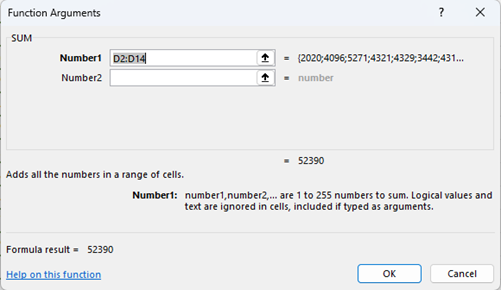 Function Arguments ? ×
SUM
Number1 D2:D14 = {2020;4096;5271;4321;4329;3442;431...
Number2 = number
= 52390
Adds all the numbers in a range of cells.
Number1: number1,number2,... are 1 to 255 numbers to sum. Logical values and
text are ignored in cells, included if typed as arguments.
Formula result = 52390
Help on this function OK Cancel